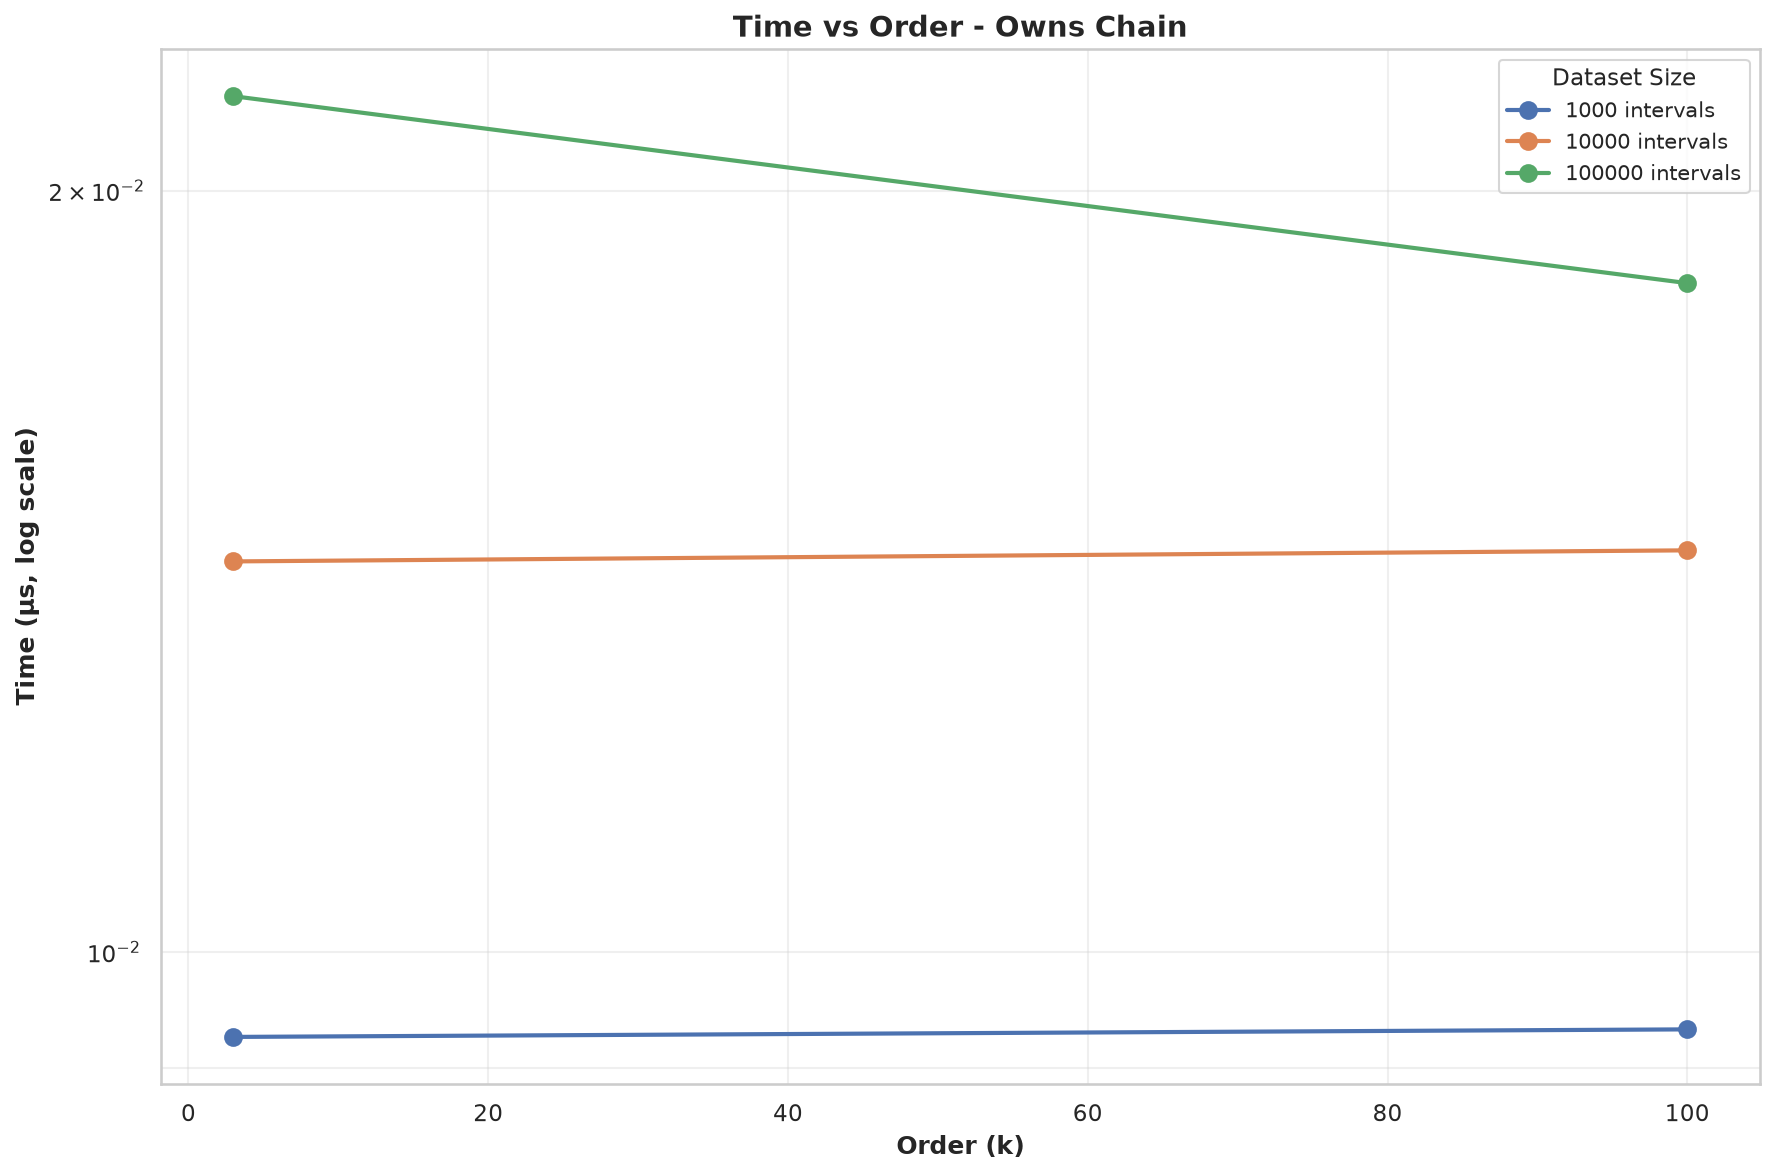 Time vs Order - Owns Chain
Dataset Size
1000 intervals
10000 intervals
100000 intervals
2 × 10⁻²
10⁻²
Time (µs, log scale)
0 20 40 60 80 100
Order (k)